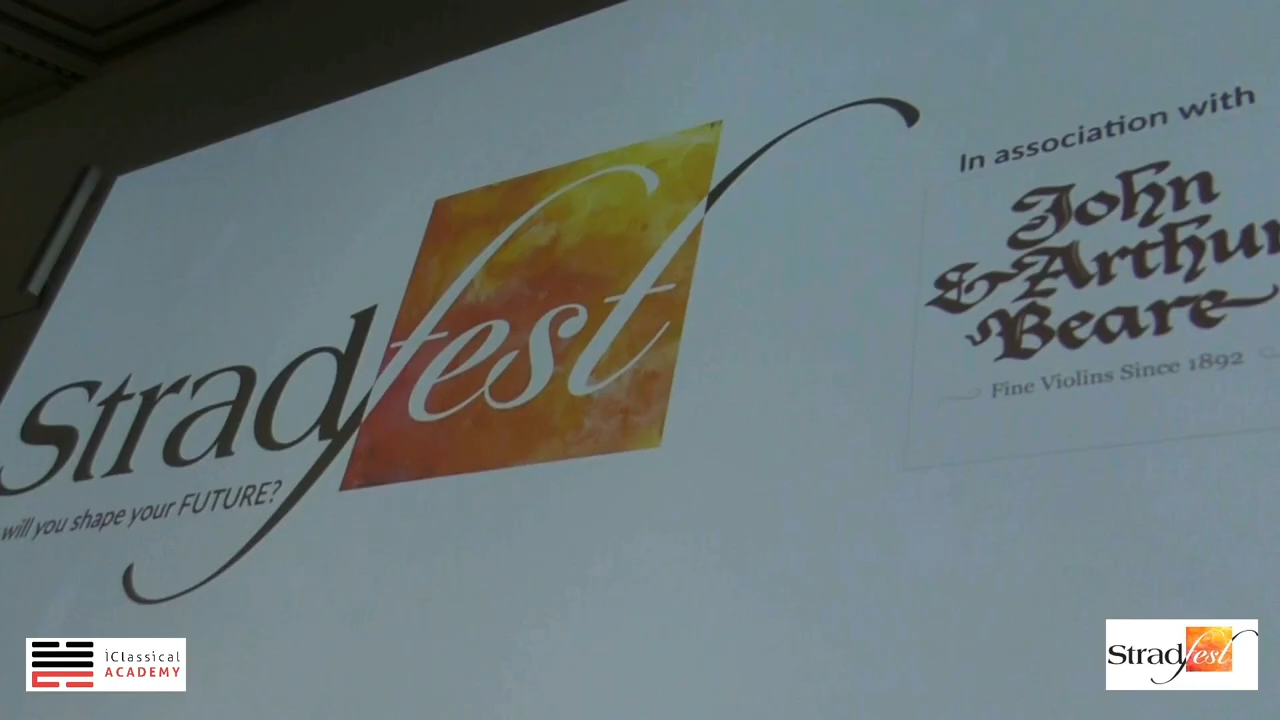 Stradfest
will you shape your FUTURE?
In association with
John
& Arthur
Beare
Fine Violins Since 1892
iClassical
ACADEMY
Stradfest